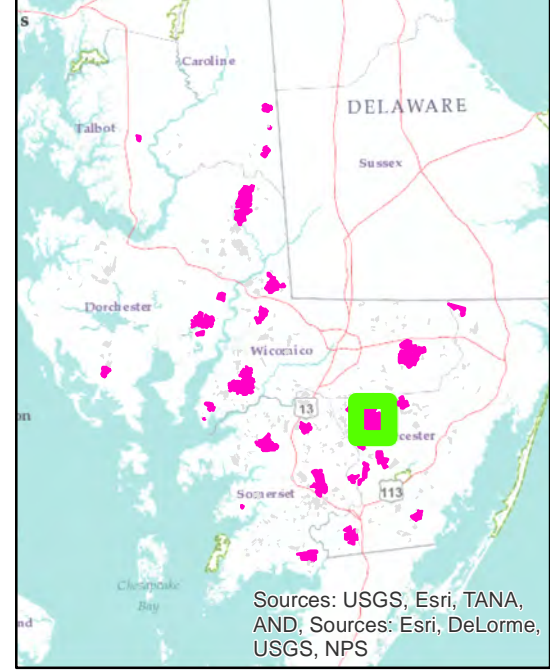 s
Caroline
DELAWARE
Talbot
Sussex
Dorchester
Wicomico
13
on
cester
Somerset
113
Chesapeake
Bay
nd
Sources: USGS, Esri, TANA,
AND, Sources: Esri, DeLorme,
USGS, NPS